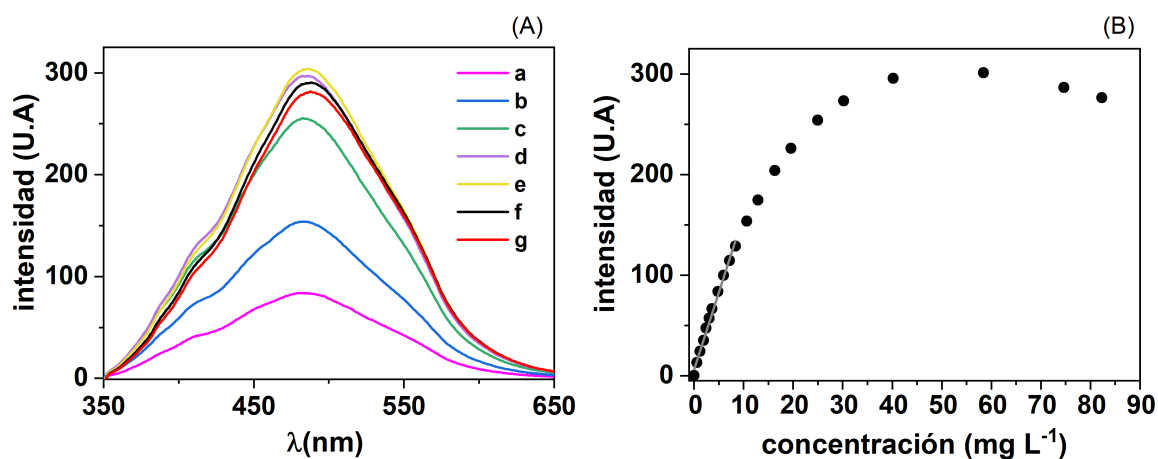 (A)
intensidad (U.A)
300
200
100
0
350
450
550
650
λ(nm)
a
b
c
d
e
f
g
(B)
intensidad (U.A)
300
200
100
0
0
10
20
30
40
50
60
70
80
90
concentración (mg L⁻¹)